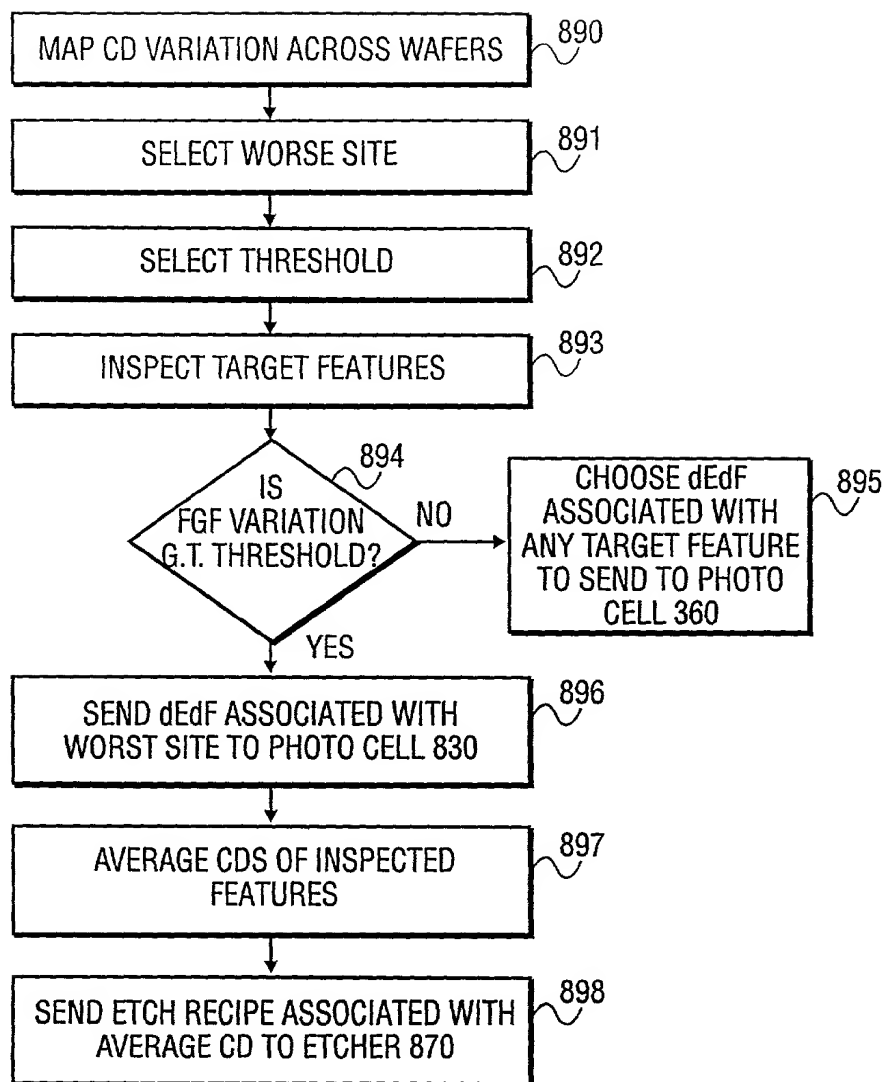 MAP CD VARIATION ACROSS WAFERS
890
SELECT WORSE SITE
891
SELECT THRESHOLD
892
INSPECT TARGET FEATURES
893
IS
FGF VARIATION
G.T. THRESHOLD?
894
NO
CHOOSE dEdF
ASSOCIATED WITH
ANY TARGET FEATURE
TO SEND TO PHOTO
CELL 360
895
YES
SEND dEdF ASSOCIATED WITH
WORST SITE TO PHOTO CELL 830
896
AVERAGE CDS OF INSPECTED
FEATURES
897
SEND ETCH RECIPE ASSOCIATED WITH
AVERAGE CD TO ETCHER 870
898